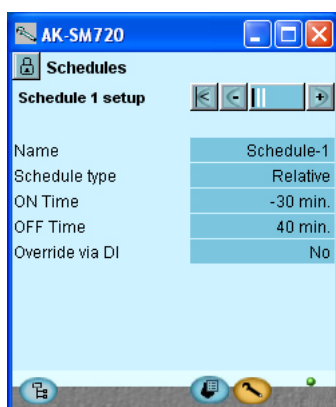 AK-SM720
Schedules
Schedule 1 setup
Name Schedule-1
Schedule type Relative
ON Time -30 min.
OFF Time 40 min.
Override via DI No